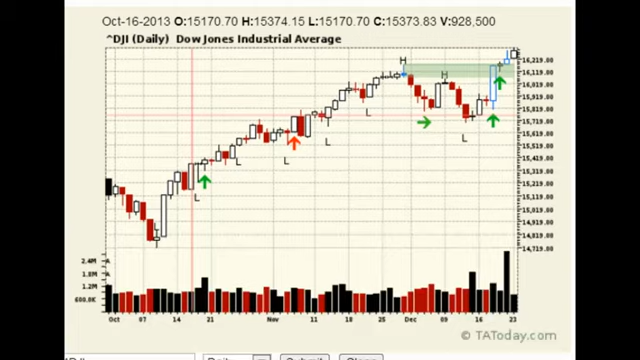 Oct-16-2013 O:15170.70 H:15374.15 L:15170.70 C:15373.83 V:928,500
^DJI (Daily) Dow Jones Industrial Average
H
H
L
L
L
L
L
L
L
16,219.00
16,119.00
16,019.00
15,919.00
15,819.00
15,719.00
15,619.00
15,519.00
15,419.00
15,319.00
15,219.00
15,119.00
15,019.00
14,919.00
14,819.00
14,719.00
2.4M
1.8M
1.2M
600.0K
Oct 07 14 21 Nov 11 18 25 Dec 09 16 23
© TAToday.com
Daily
Submit